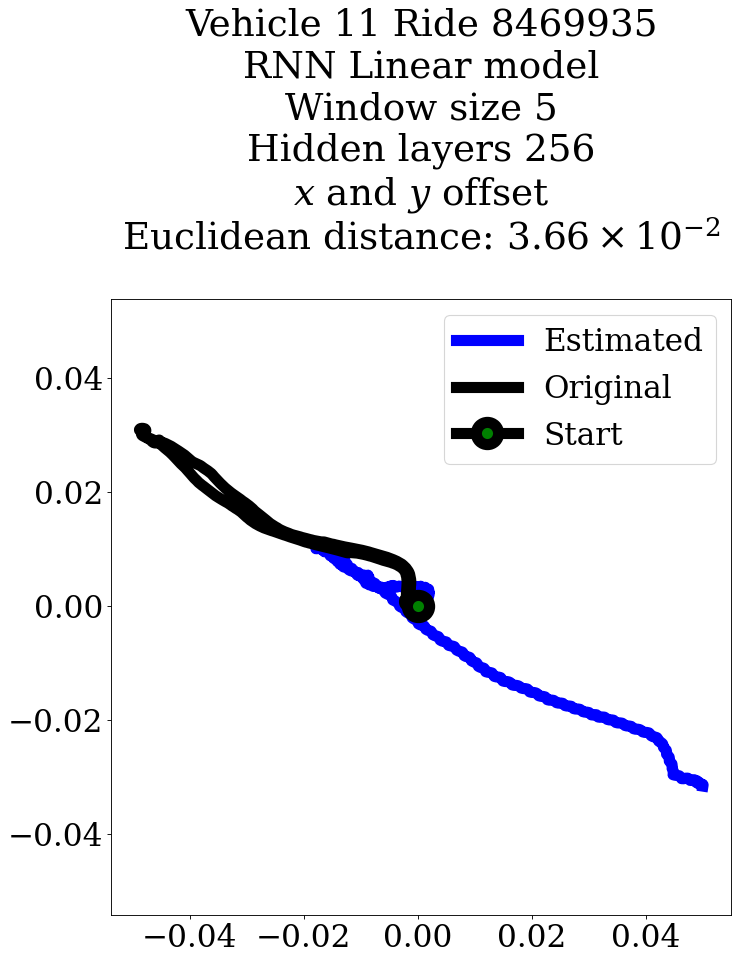 Vehicle 11 Ride 8469935
RNN Linear model
Window size 5
Hidden layers 256
x and y offset
Euclidean distance: 3.66 × 10⁻²
Estimated
Original
Start
0.04
0.02
0.00
−0.02
−0.04
−0.04 −0.02 0.00 0.02 0.04